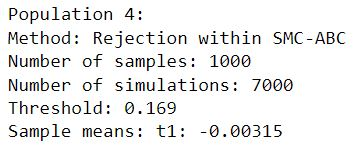 Population 4:
Method: Rejection within SMC-ABC
Number of samples: 1000
Number of simulations: 7000
Threshold: 0.169
Sample means: t1: -0.00315